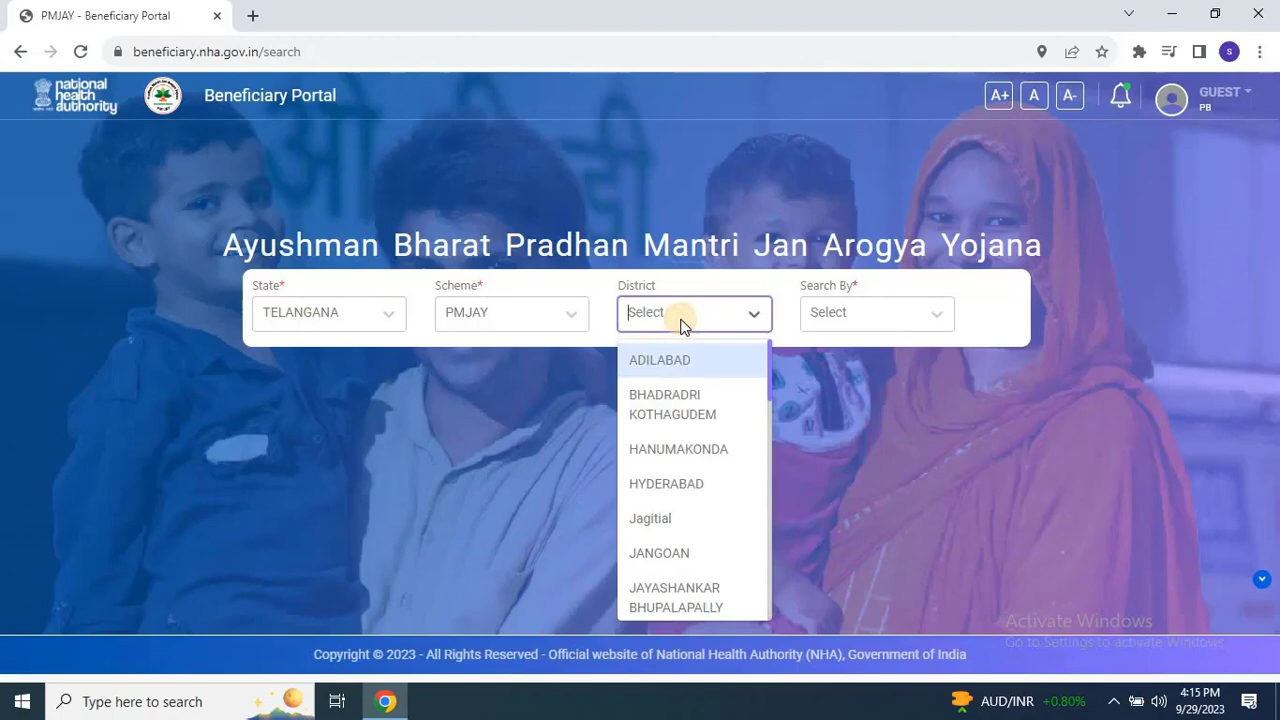 PMJAY - Beneficiary Portal
beneficiary.nha.gov.in/search
S
national
health
authority
Beneficiary Portal
A+
A
A-
GUEST
PB
Ayushman Bharat Pradhan Mantri Jan Arogya Yojana
State*
Scheme*
District
Search By*
TELANGANA
PMJAY
Select
Select
ADILABAD
BHADRADRI
KOTHAGUDEM
HANUMAKONDA
HYDERABAD
Jagitial
JANGOAN
JAYASHANKAR
BHUPALAPALLY
Activate Windows
Go to Settings to activate Windows.
Copyright © 2023 - All Rights Reserved - Official website of National Health Authority (NHA), Government of India
Type here to search
AUD/INR +0.80%
4:15 PM
9/29/2023